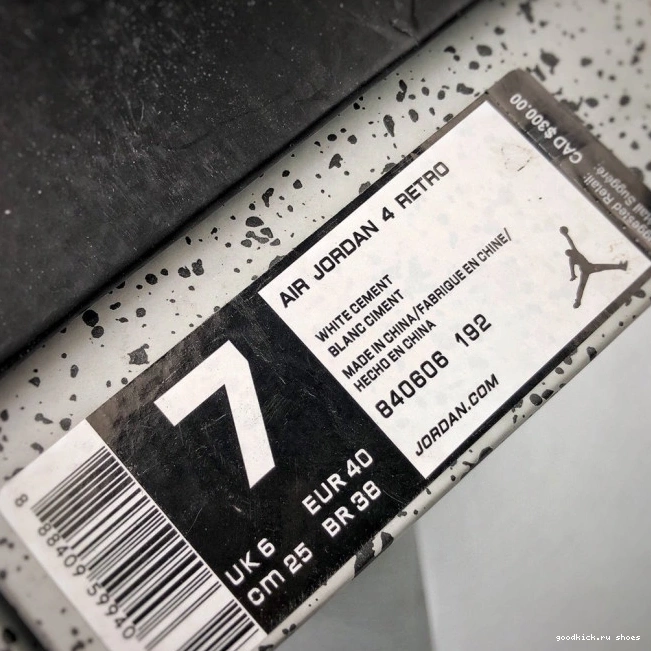 CAD $300.00
AIR JORDAN 4 RETRO
WHITE CEMENT
BLANC CIMENT
MADE IN CHINA/FABRIQUE EN CHINE/
HECHO EN CHINA
840606 192
JORDAN.COM
7
UK 6 EUR 40
CM 25 BR 38
8 88409 59940
goodkick.ru shoes